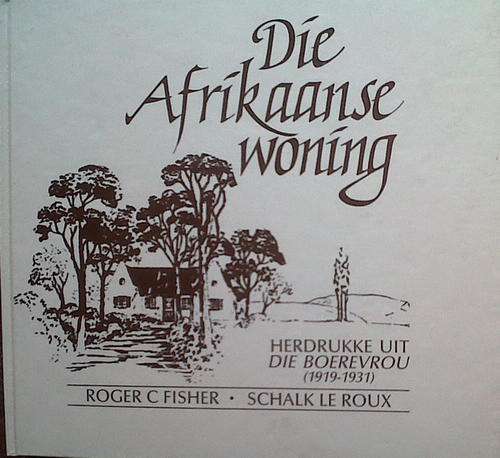 Die
Afrikaanse
woning
HERDRUKKE UIT
DIE BOEREVROU
(1919-1931)
ROGER C FISHER • SCHALK LE ROUX